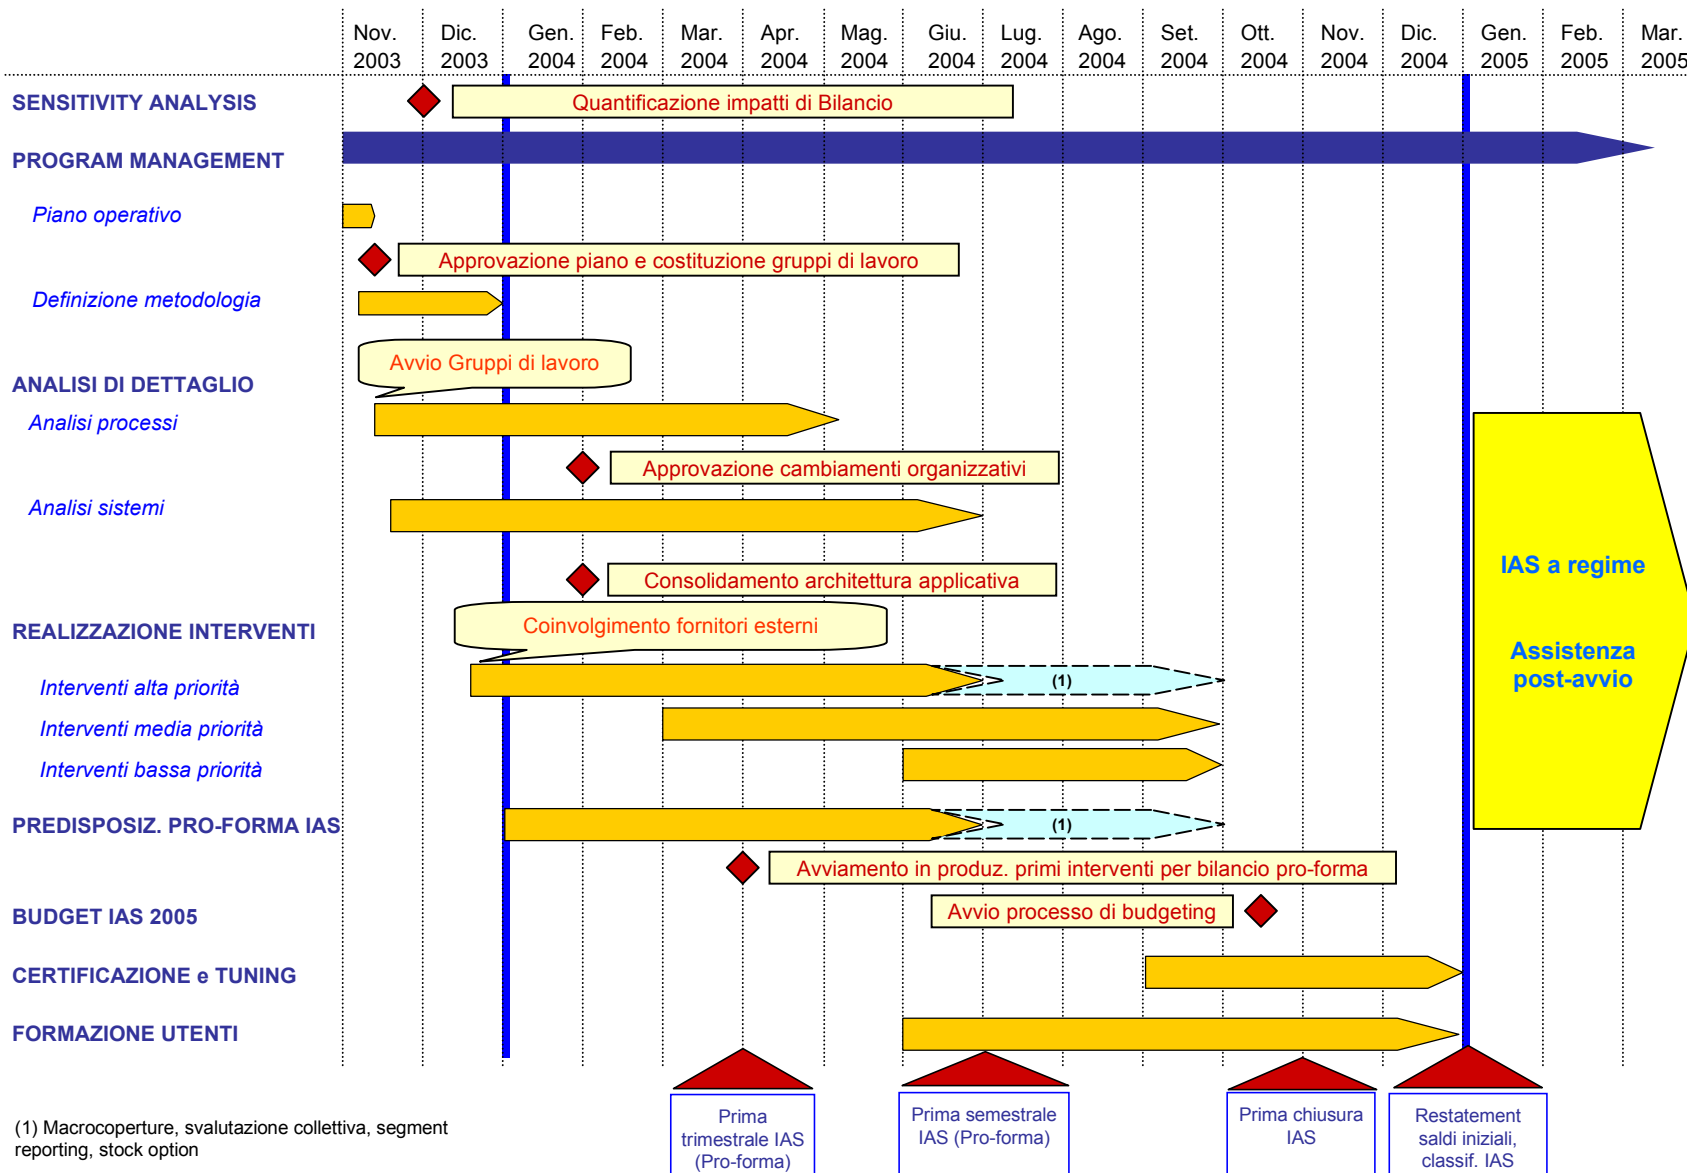 Nov. Dic. Gen. Feb. Mar. Apr. Mag. Giu. Lug. Ago. Set. Ott. Nov. Dic. Gen. Feb. Mar.
2003 2003 2004 2004 2004 2004 2004 2004 2004 2004 2004 2004 2004 2004 2005 2005 2005
SENSITIVITY ANALYSIS
Quantificazione impatti di Bilancio
PROGRAM MANAGEMENT
Piano operativo
Approvazione piano e costituzione gruppi di lavoro
Definizione metodologia
Avvio Gruppi di lavoro
ANALISI DI DETTAGLIO
Analisi processi
Approvazione cambiamenti organizzativi
Analisi sistemi
Consolidamento architettura applicativa
Coinvolgimento fornitori esterni
REALIZZAZIONE INTERVENTI
Interventi alta priorità
(1)
Interventi media priorità
Interventi bassa priorità
PREDISPOSIZ. PRO-FORMA IAS
(1)
Avviamento in produz. primi interventi per bilancio pro-forma
BUDGET IAS 2005
Avvio processo di budgeting
CERTIFICAZIONE e TUNING
FORMAZIONE UTENTI
IAS a regime
Assistenza
post-avvio
Prima
trimestrale IAS
(Pro-forma)
Prima semestrale
IAS (Pro-forma)
Prima chiusura
IAS
Restatement
saldi iniziali,
classif. IAS
(1) Macrocoperture, svalutazione collettiva, segment
reporting, stock option